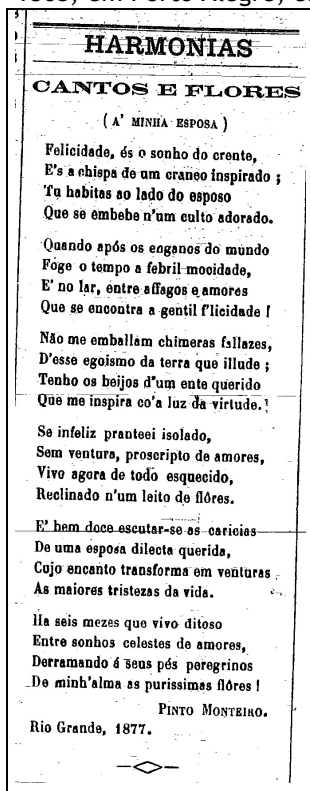 HARMONIAS
CANTOS E FLORES
( A' MINHA ESPOSA )
Felicidade, és o sonho do crente,
E's a chispa de um craneo inspirado ;
Tu habitas ao lado do esposo
Que se embebe n'um culto adorado.
Quando após os enganos do mundo
Foge o tempo a febril mocidade,
E' no lar, entre affagos e amores
Que se encontra a gentil f'licidade !
Não me emballam chimeras fallazes,
D'esse egoismo da terra que illude ;
Tenho os beijos d'um ente querido
Que me inspira co'a luz da virtude.
Se infeliz pranteei isolado,
Sem ventura, proscripto de amores,
Vivo agora de todo esquecido,
Reclinado n'um leito de flôres.
E' bem doce escutar-se as caricias
De uma esposa dilecta querida,
Cujo encanto transforma em venturas
As maiores tristezas da vida.
Ha seis mezes que vivo ditoso
Entre sonhos celestes de amores,
Derramando á seus pés peregrinos
De minh'alma as purissimas flôres !
PINTO MONTEIRO.
Rio Grande, 1877.